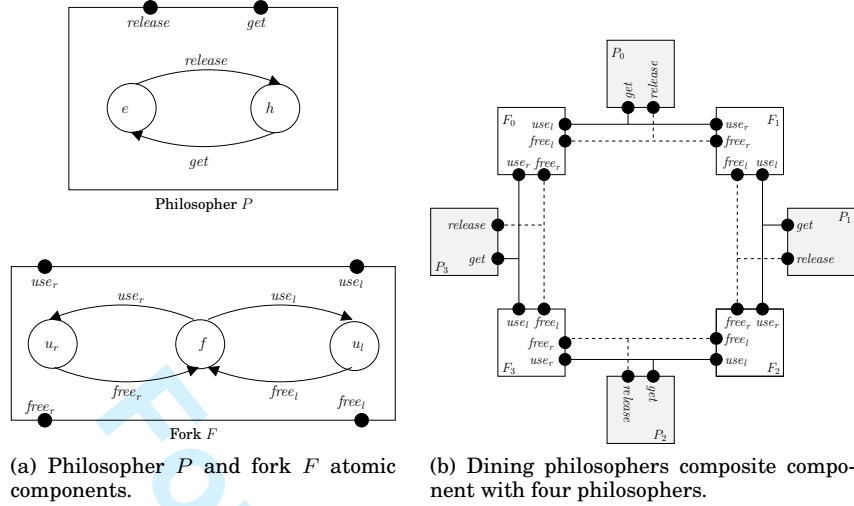 release
get
release
e
h
get
Philosopher P
use_r
use_l
use_r
use_l
u_r
f
u_l
free_r
free_l
free_r
free_l
Fork F
(a) Philosopher P and fork F atomic
components.
P_0
get
release
F_0
use_l
free_l
use_r free_r
use_r
F_1
free_r
free_l use_l
release
get
P_3
P_1
get
release
use_l free_l
free_r
use_r
F_3
free_r use_r
free_l
use_l
F_2
release
get
P_2
(b) Dining philosophers composite compo-
nent with four philosophers.